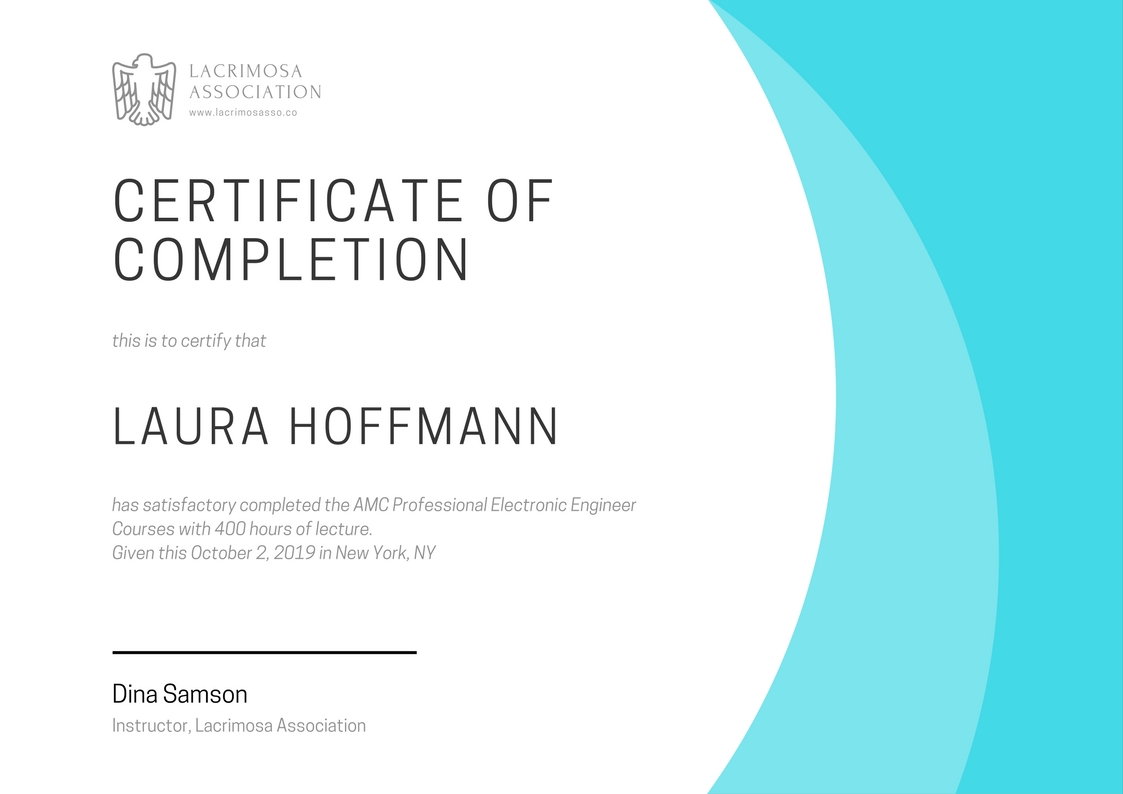 LACRIMOSA
ASSOCIATION
www.lacrimosasso.co
CERTIFICATE OF
COMPLETION
this is to certify that
LAURA HOFFMANN
has satisfactory completed the AMC Professional Electronic Engineer
Courses with 400 hours of lecture.
Given this October 2, 2019 in New York, NY
Dina Samson
Instructor, Lacrimosa Association